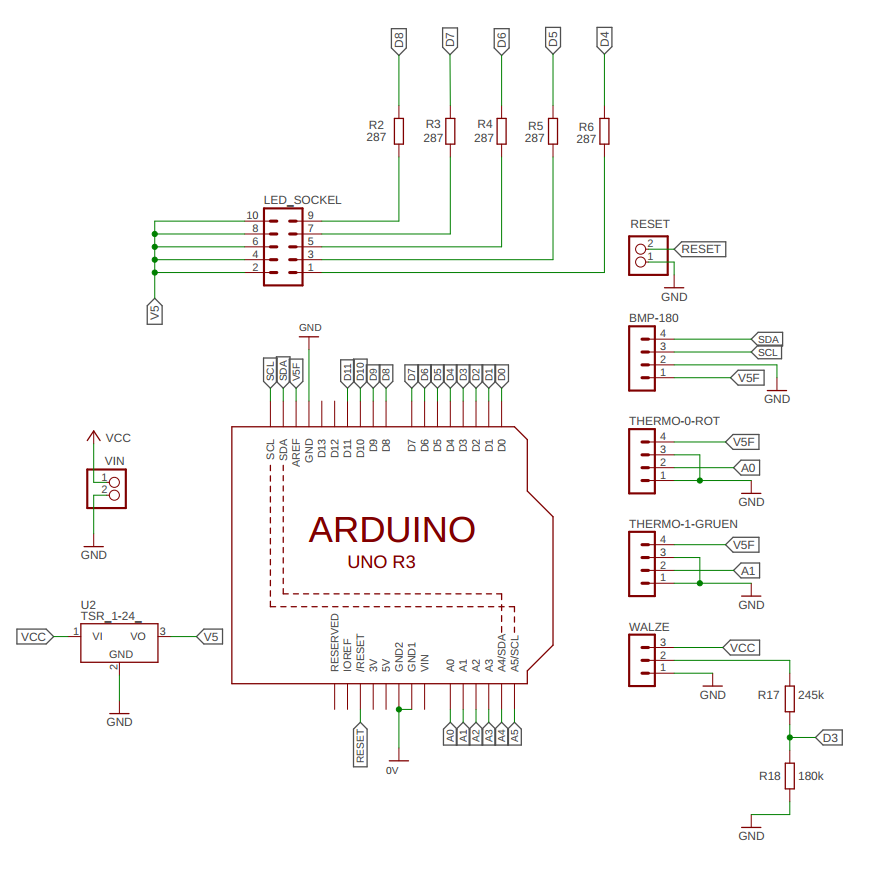 D8 D7 D6 D5 D4
R2 R3 R4 R5 R6
287 287 287 287 287
LED_SOCKEL
10 9
8 7
6 5
4 3
2 1
V5
RESET
2 RESET
1
GND
BMP-180
4 SDA
3 SCL
2
1 V5F
GND
THERMO-0-ROT
4 V5F
3
2 A0
1
GND
THERMO-1-GRUEN
4 V5F
3
2 A1
1
GND
WALZE
3 VCC
2
1
GND
R17 245k
D3
R18 180k
GND
GND
SCL SDA V5F D11 D10 D9 D8 D7 D6 D5 D4 D3 D2 D1 D0
SCL SDA AREF GND D13 D12 D11 D10 D9 D8 D7 D6 D5 D4 D3 D2 D1 D0
ARDUINO
UNO R3
RESERVED IOREF /RESET 3V 5V GND2 GND1 VIN A0 A1 A2 A3 A4/SDA A5/SCL
RESET A0 A1 A2 A3 A4 A5
0V
VCC
VIN
1
2
GND
U2
TSR_1-24_
VCC 1 VI VO 3 V5
GND
2
GND